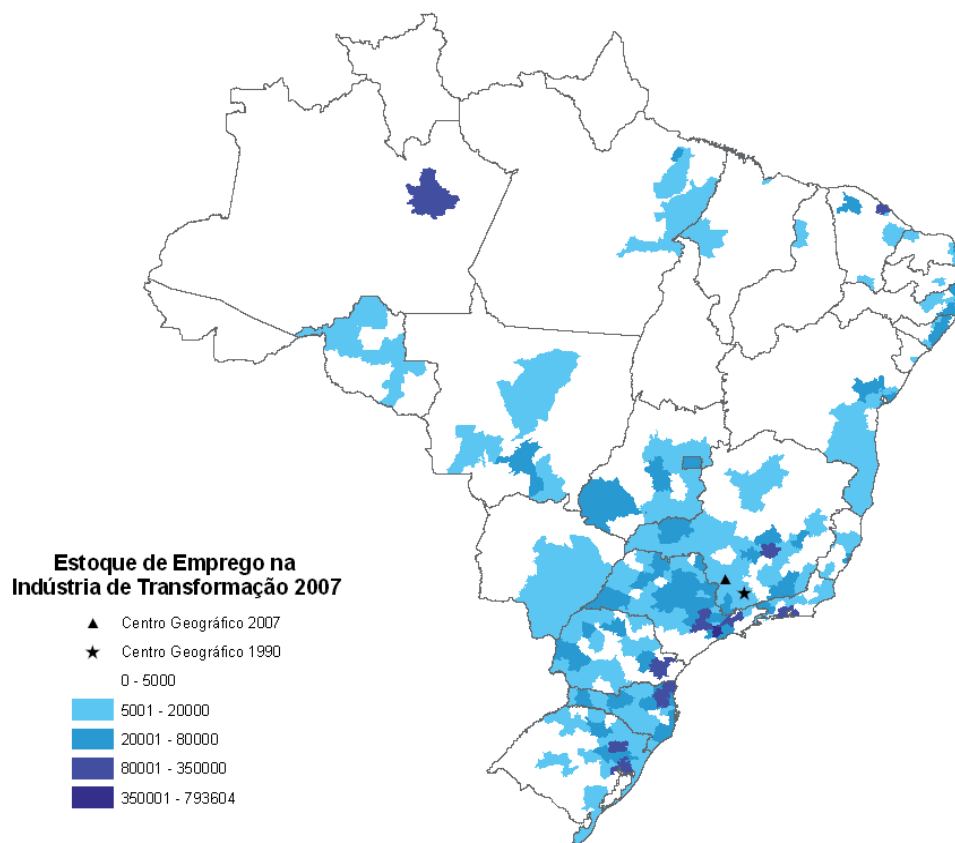 Estoque de Emprego na
Indústria de Transformação 2007
Centro Geográfico 2007
Centro Geográfico 1990
0 - 5000
5001 - 20000
20001 - 80000
80001 - 350000
350001 - 793604